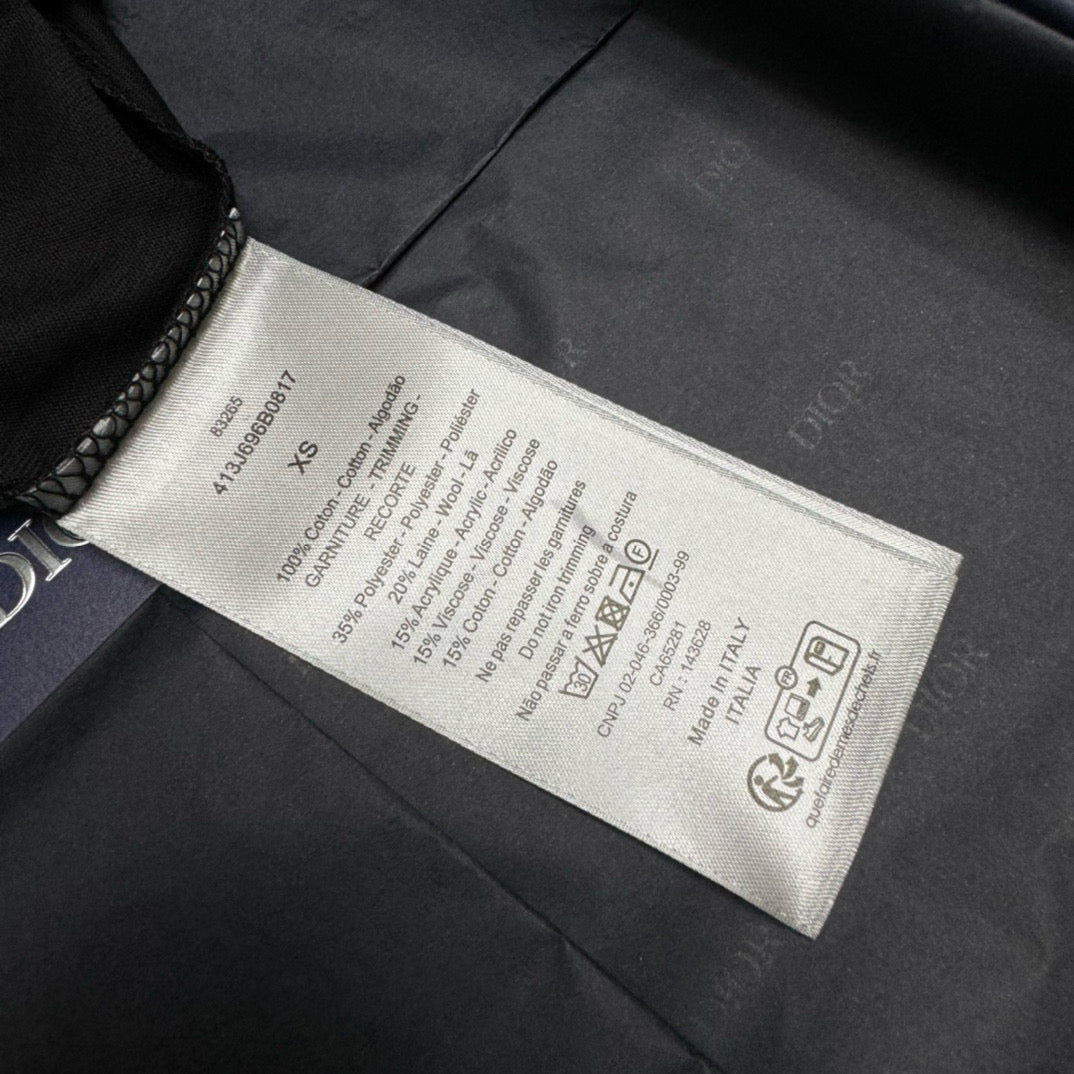 83265
413J696B0817
XS
100% Coton - Cotton - Algodão
GARNITURE - TRIMMING -
RECORTE
35% Polyester - Polyester - Poliéster
20% Laine - Wool - Lã
15% Acrylique - Acrylic - Acrílico
15% Viscose - Viscose - Viscose
15% Coton - Cotton - Algodão
Ne pas repasser les garnitures
Do not iron trimming
Não passar a ferro sobre a costura
30 F
CNPJ 02-046-366/0003-99
CA65281
RN : 143628
Made In ITALY
ITALIA
FR
quefairedemesdechets.fr
DIOR
DIOR
DIOR
DIOR
DIO